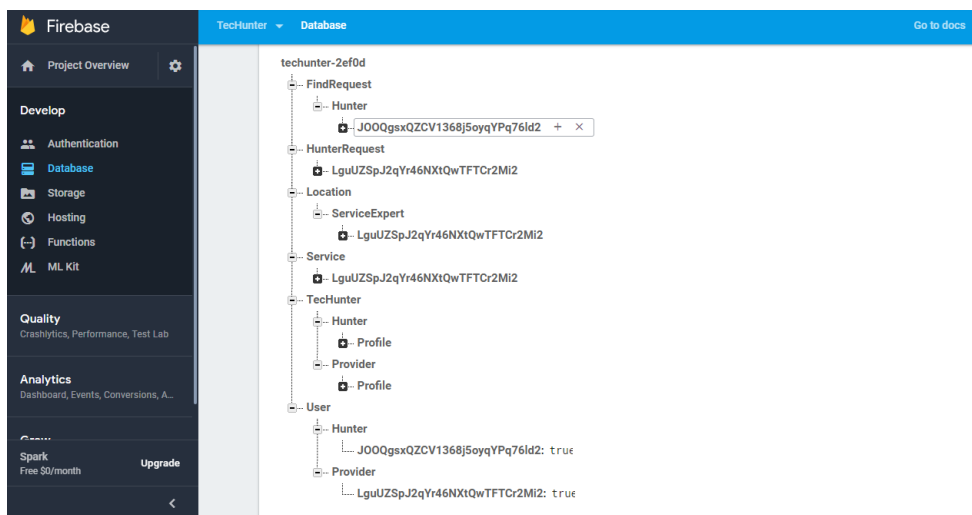 Firebase
TecHunter Database Go to docs
Project Overview
Develop
Authentication
Database
Storage
Hosting
Functions
ML Kit
Quality
Crashlytics, Performance, Test Lab
Analytics
Dashboard, Events, Conversions, A...
Grow
Spark
Free $0/month
Upgrade
techunter-2ef0d
FindRequest
Hunter
JOOQgsxQZCV1368j5oyqYPq76ld2
HunterRequest
LguUZSpJ2qYr46NXtQwTFTCr2Mi2
Location
ServiceExpert
LguUZSpJ2qYr46NXtQwTFTCr2Mi2
Service
LguUZSpJ2qYr46NXtQwTFTCr2Mi2
TecHunter
Hunter
Profile
Provider
Profile
User
Hunter
JOOQgsxQZCV1368j5oyqYPq76ld2: true
Provider
LguUZSpJ2qYr46NXtQwTFTCr2Mi2: true